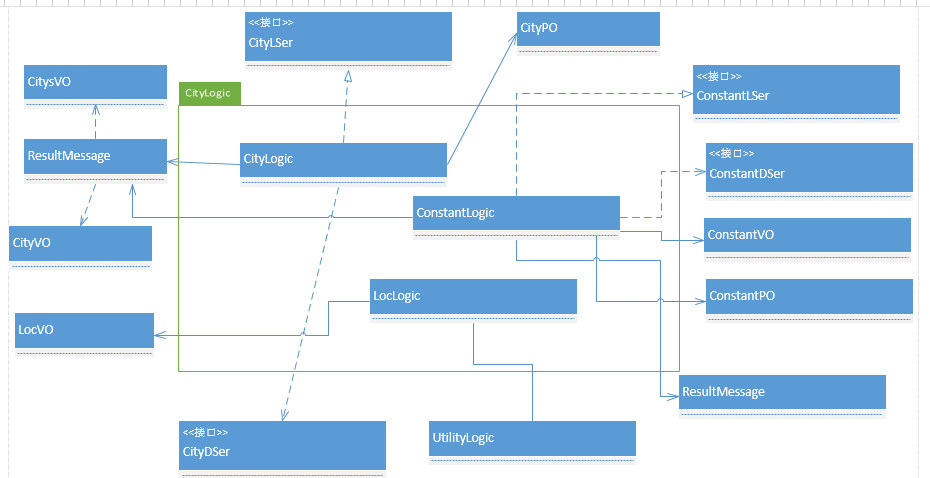 <<接口>>
CityLSer
CityPO
CitysVO
<<接口>>
ConstantLSer
CityLogic
ResultMessage
CityLogic
<<接口>>
ConstantDSer
ConstantLogic
CityVO
ConstantVO
LocLogic
ConstantPO
LocVO
ResultMessage
<<接口>>
CityDSer
UtilityLogic